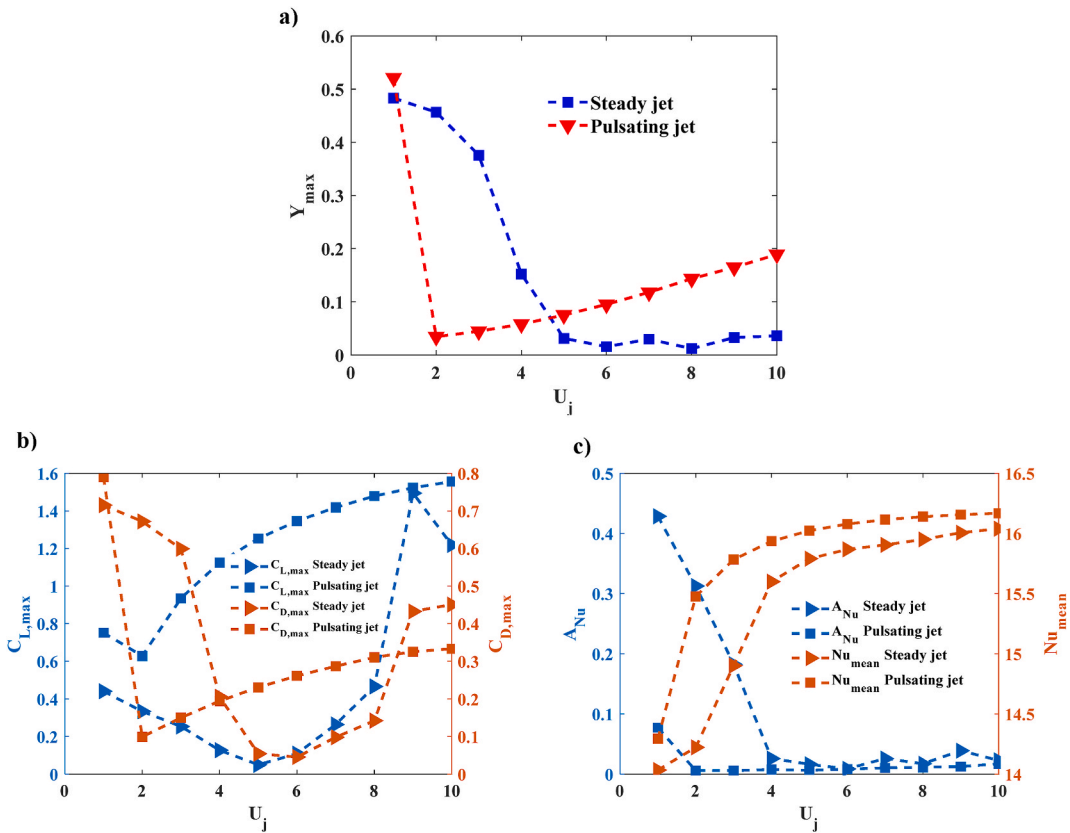 a)
0.6
0.5
0.4
0.3
0.2
0.1
0
Y_max
Steady jet
Pulsating jet
0 2 4 6 8 10
U_j
b)
1.6
1.4
1.2
1
0.8
0.6
0.4
0.2
0
C_L,max
C_L,max Steady jet
C_L,max Pulsating jet
C_D,max Steady jet
C_D,max Pulsating jet
0.8
0.7
0.6
0.5
0.4
0.3
0.2
0.1
0
C_D,max
0 2 4 6 8 10
U_j
c)
0.5
0.4
0.3
0.2
0.1
0
A_Nu
A_Nu Steady jet
A_Nu Pulsating jet
Nu_mean Steady jet
Nu_mean Pulsating jet
16.5
16
15.5
15
14.5
14
Nu_mean
0 2 4 6 8 10
U_j